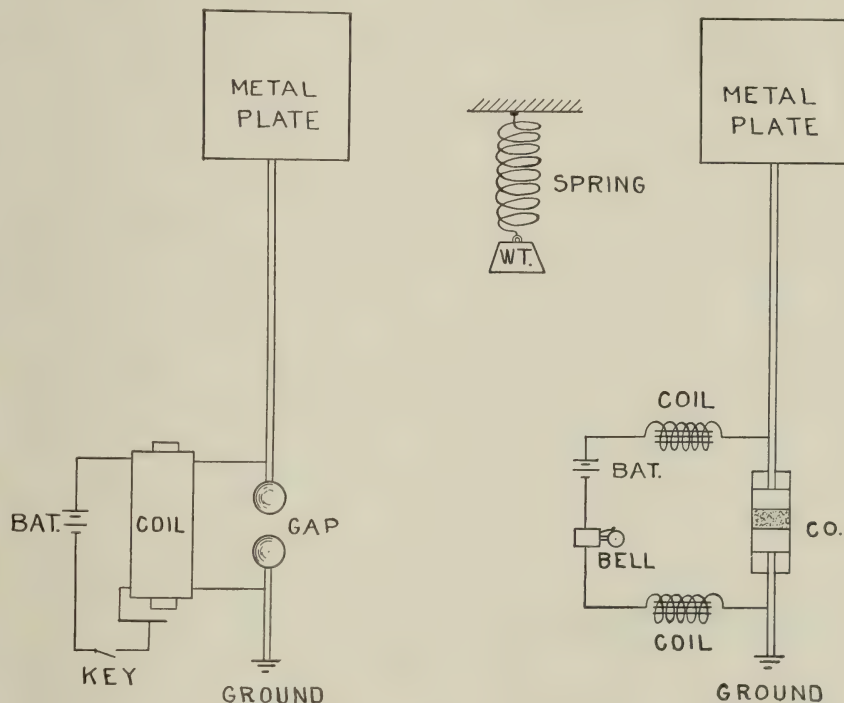 METAL
PLATE
BAT.
COIL
GAP
KEY
GROUND
SPRING
WT.
METAL
PLATE
COIL
BAT.
BELL
COIL
CO.
GROUND